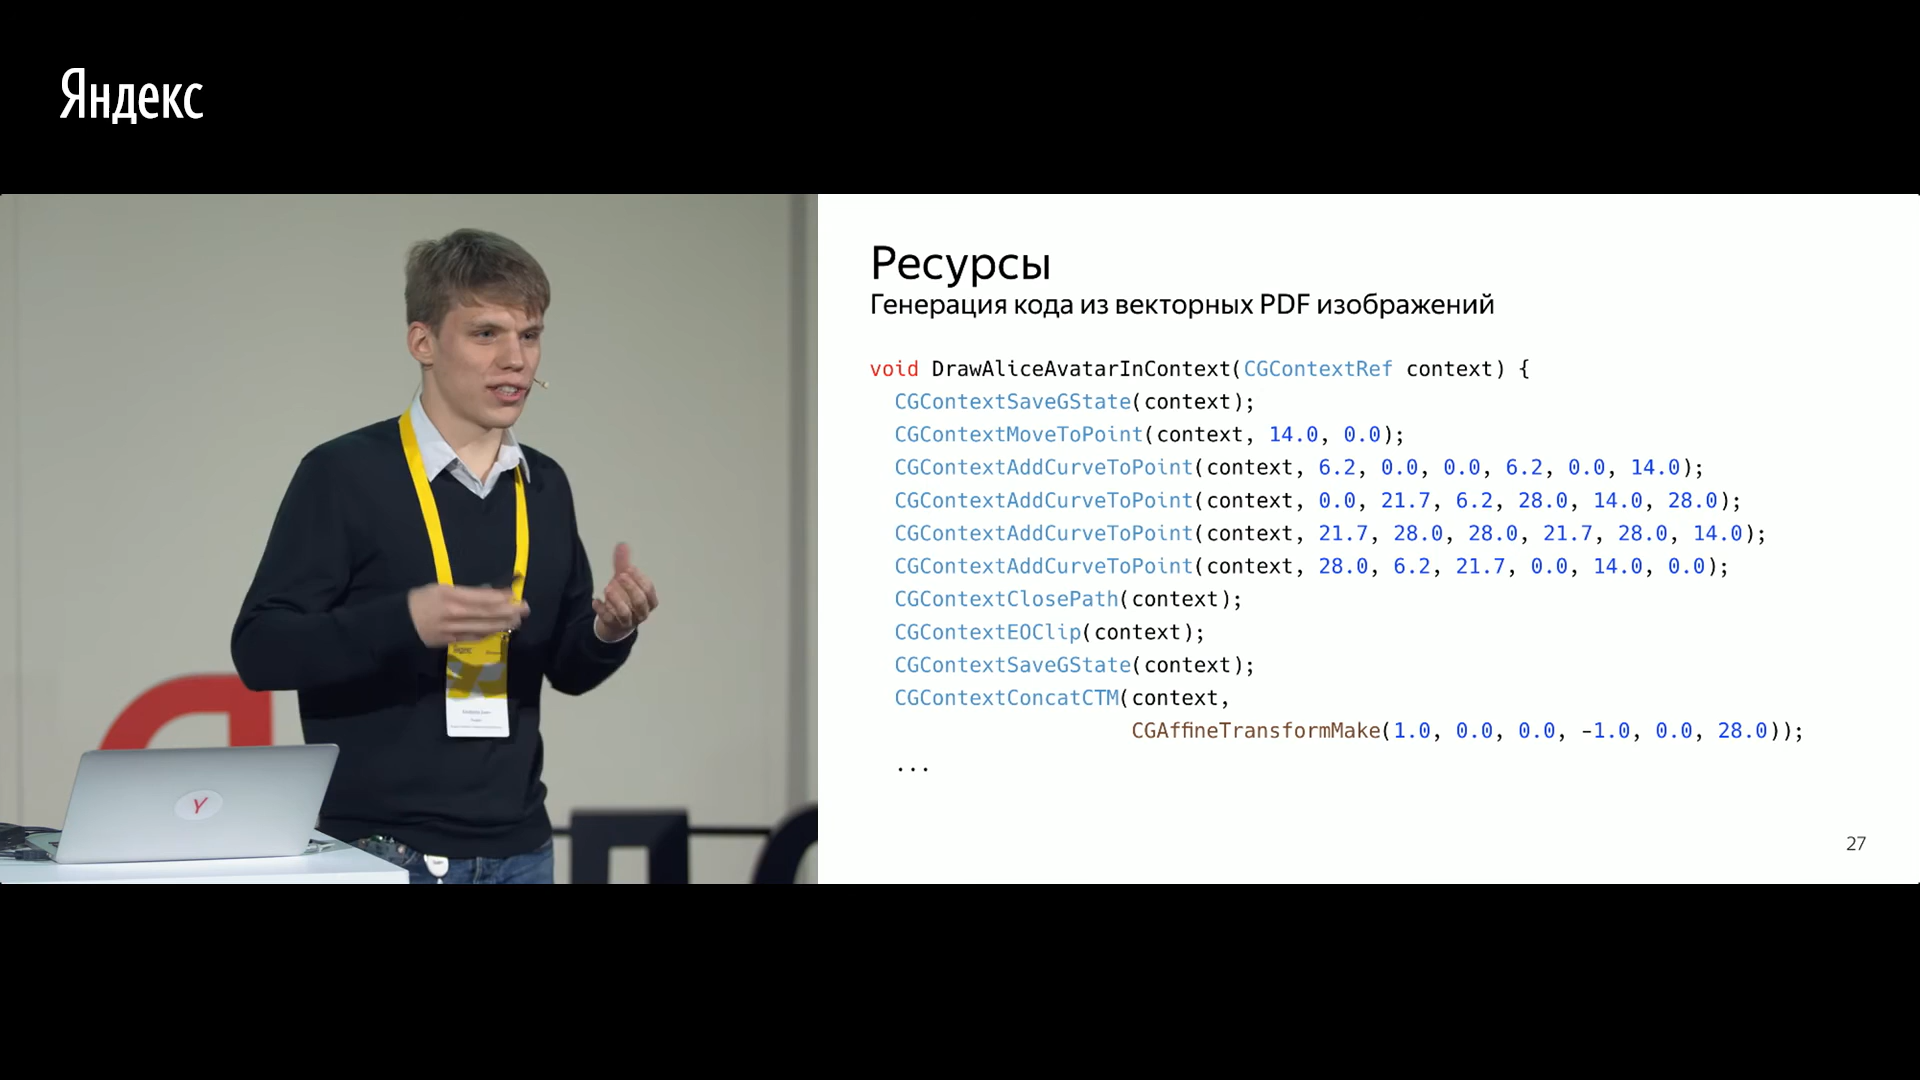 Яндекс
Ресурсы
Генерация кода из векторных PDF изображений
void DrawAliceAvatarInContext(CGContextRef context) {
CGContextSaveGState(context);
CGContextMoveToPoint(context, 14.0, 0.0);
CGContextAddCurveToPoint(context, 6.2, 0.0, 0.0, 6.2, 0.0, 14.0);
CGContextAddCurveToPoint(context, 0.0, 21.7, 6.2, 28.0, 14.0, 28.0);
CGContextAddCurveToPoint(context, 21.7, 28.0, 28.0, 21.7, 28.0, 14.0);
CGContextAddCurveToPoint(context, 28.0, 6.2, 21.7, 0.0, 14.0, 0.0);
CGContextClosePath(context);
CGContextEOClip(context);
CGContextSaveGState(context);
CGContextConcatCTM(context,
CGAffineTransformMake(1.0, 0.0, 0.0, -1.0, 0.0, 28.0));
...
27
Y